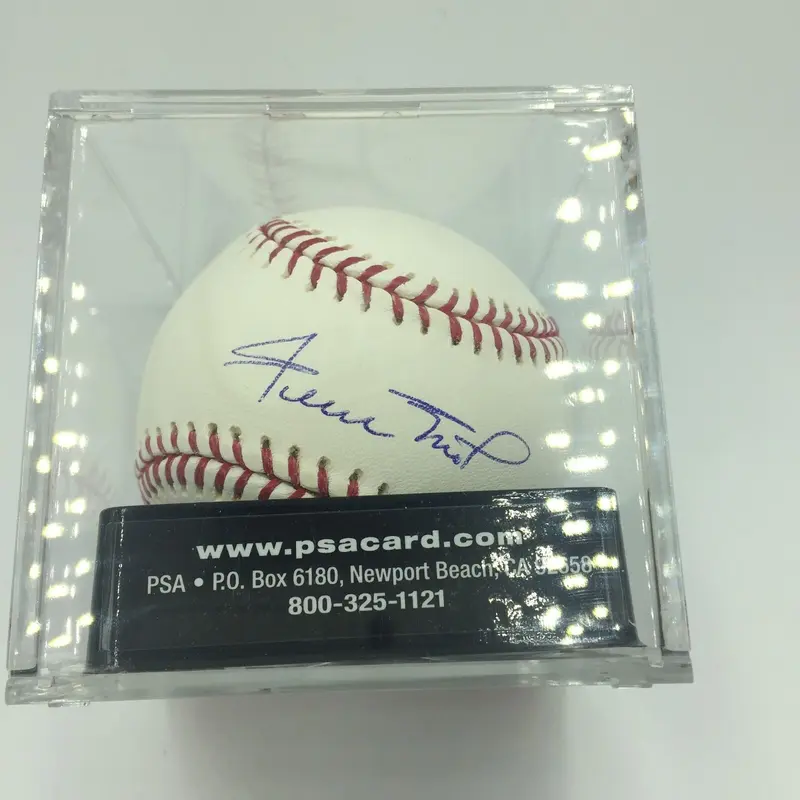 www.psacard.com
PSA • P.O. Box 6180, Newport Beach, CA
800-325-1121